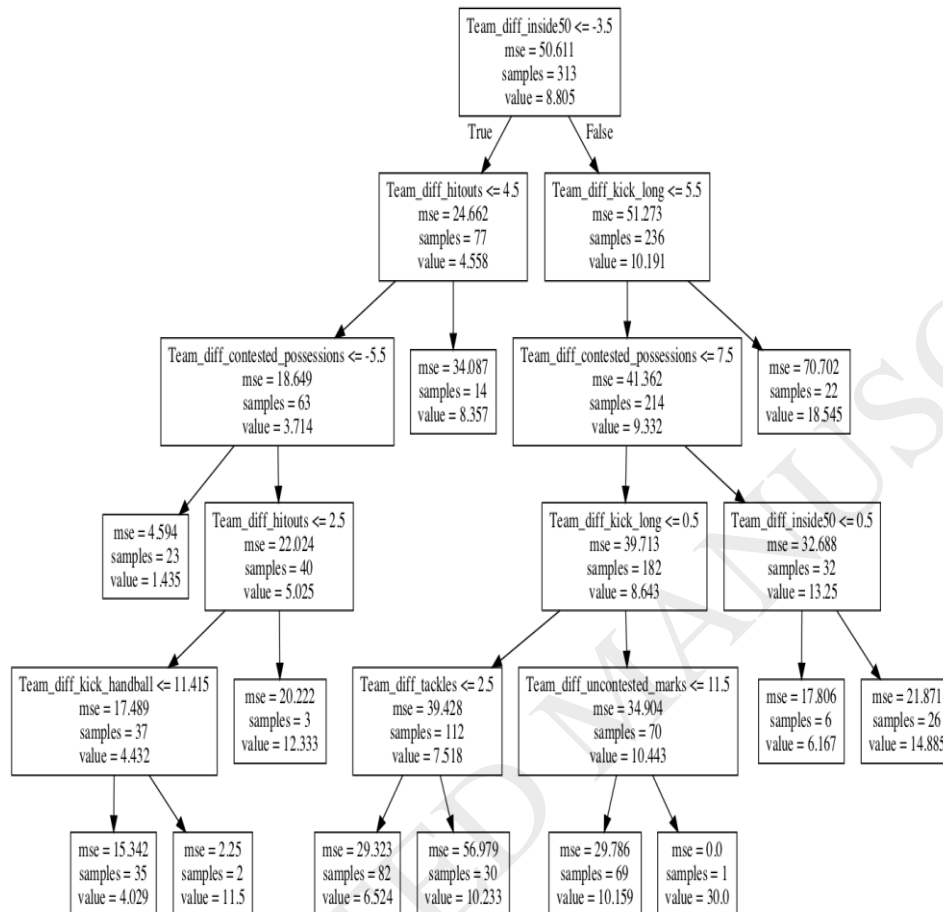 Team_diff_inside50 <= -3.5
mse = 50.611
samples = 313
value = 8.805
True
False
Team_diff_hitouts <= 4.5
mse = 24.662
samples = 77
value = 4.558
Team_diff_kick_long <= 5.5
mse = 51.273
samples = 236
value = 10.191
Team_diff_contested_possessions <= -5.5
mse = 18.649
samples = 63
value = 3.714
mse = 34.087
samples = 14
value = 8.357
Team_diff_contested_possessions <= 7.5
mse = 41.362
samples = 214
value = 9.332
mse = 70.702
samples = 22
value = 18.545
mse = 4.594
samples = 23
value = 1.435
Team_diff_hitouts <= 2.5
mse = 22.024
samples = 40
value = 5.025
Team_diff_kick_long <= 0.5
mse = 39.713
samples = 182
value = 8.643
Team_diff_inside50 <= 0.5
mse = 32.688
samples = 32
value = 13.25
Team_diff_kick_handball <= 11.415
mse = 17.489
samples = 37
value = 4.432
mse = 20.222
samples = 3
value = 12.333
Team_diff_tackles <= 2.5
mse = 39.428
samples = 112
value = 7.518
Team_diff_uncontested_marks <= 11.5
mse = 34.904
samples = 70
value = 10.443
mse = 17.806
samples = 6
value = 6.167
mse = 21.871
samples = 26
value = 14.885
mse = 15.342
samples = 35
value = 4.029
mse = 2.25
samples = 2
value = 11.5
mse = 29.323
samples = 82
value = 6.524
mse = 56.979
samples = 30
value = 10.233
mse = 29.786
samples = 69
value = 10.159
mse = 0.0
samples = 1
value = 30.0
TED MANUSC